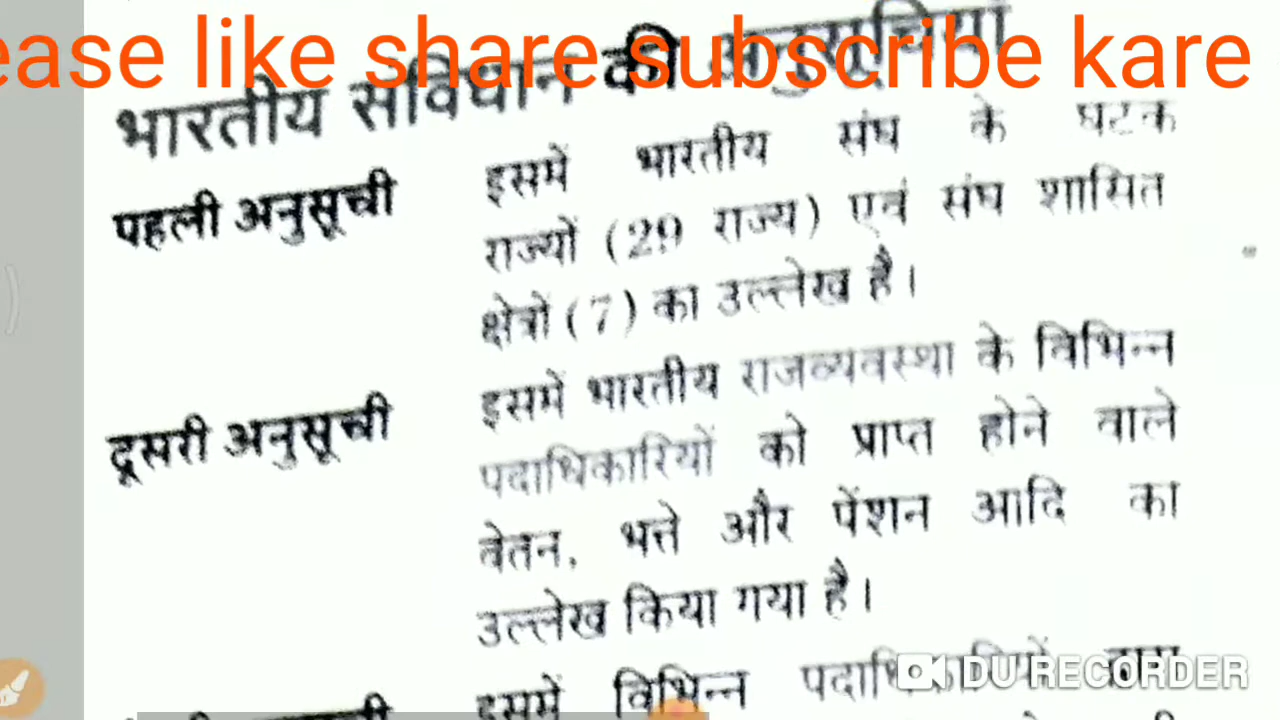 ease like share subscribe kare
भारतीय संविधान की अनुसूचियां
पहली अनुसूची इसमें भारतीय संघ के घटक
राज्यों (29 राज्य) एवं संघ शासित
क्षेत्रों (7) का उल्लेख है।
दूसरी अनुसूची इसमें भारतीय राजव्यवस्था के विभिन्न
पदाधिकारियों को प्राप्त होने वाले
वेतन, भत्ते और पेंशन आदि का
उल्लेख किया गया है।
इसमें विभिन्न
DU RECORDER